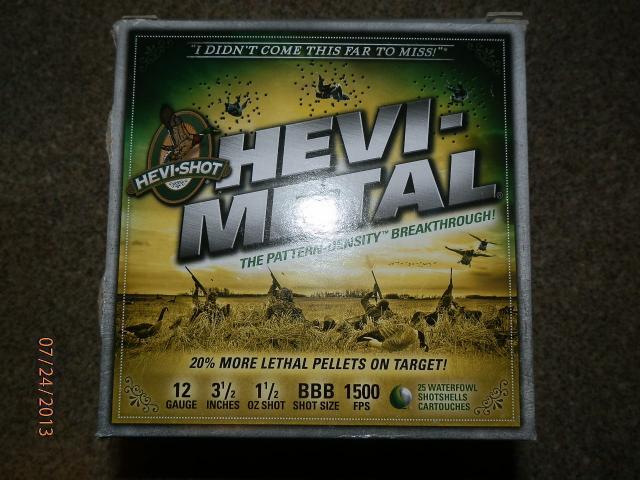 "I DIDN'T COME THIS FAR TO MISS!"®
HEVI-SHOT
HEVI-
METAL®
THE PATTERN-DENSITY™ BREAKTHROUGH!
20% MORE LETHAL PELLETS ON TARGET!
12 3½ 1½ BBB 1500
GAUGE INCHES OZ SHOT SHOT SIZE FPS
25 WATERFOWL
SHOTSHELLS
CARTOUCHES
07/24/2013